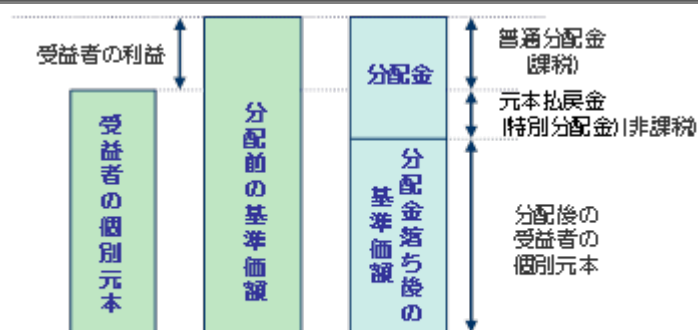 受益者の利益
受益者の個別元本
分配前の基準価額
分配金
分配金落ち後の
基準価額
普通分配金
(課税)
元本払戻金
(特別分配金)(非課税)
分配後の
受益者の
個別元本